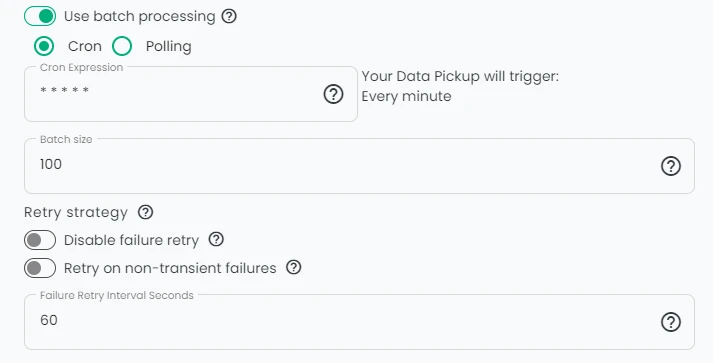 Use batch processing
Cron Polling
Cron Expression
* * * * *
Your Data Pickup will trigger:
Every minute
Batch size
100
Retry strategy
Disable failure retry
Retry on non-transient failures
Failure Retry Interval Seconds
60